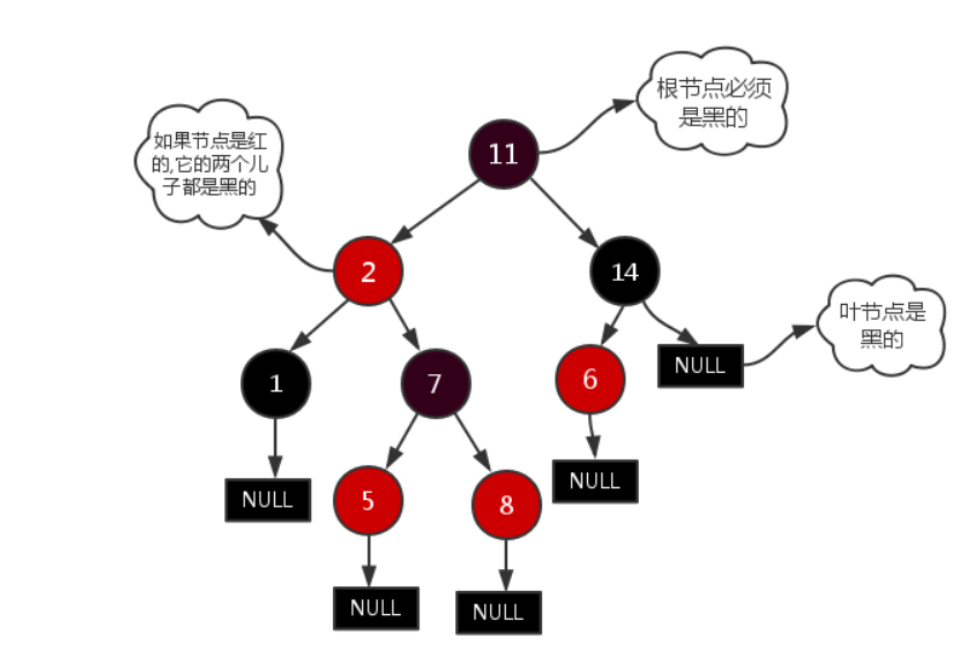 根节点必须
是黑的
如果节点是红
的,它的两个儿
子都是黑的
11
2
14
叶节点是
黑的
NULL
1
7
6
NULL
NULL
5
8
NULL
NULL